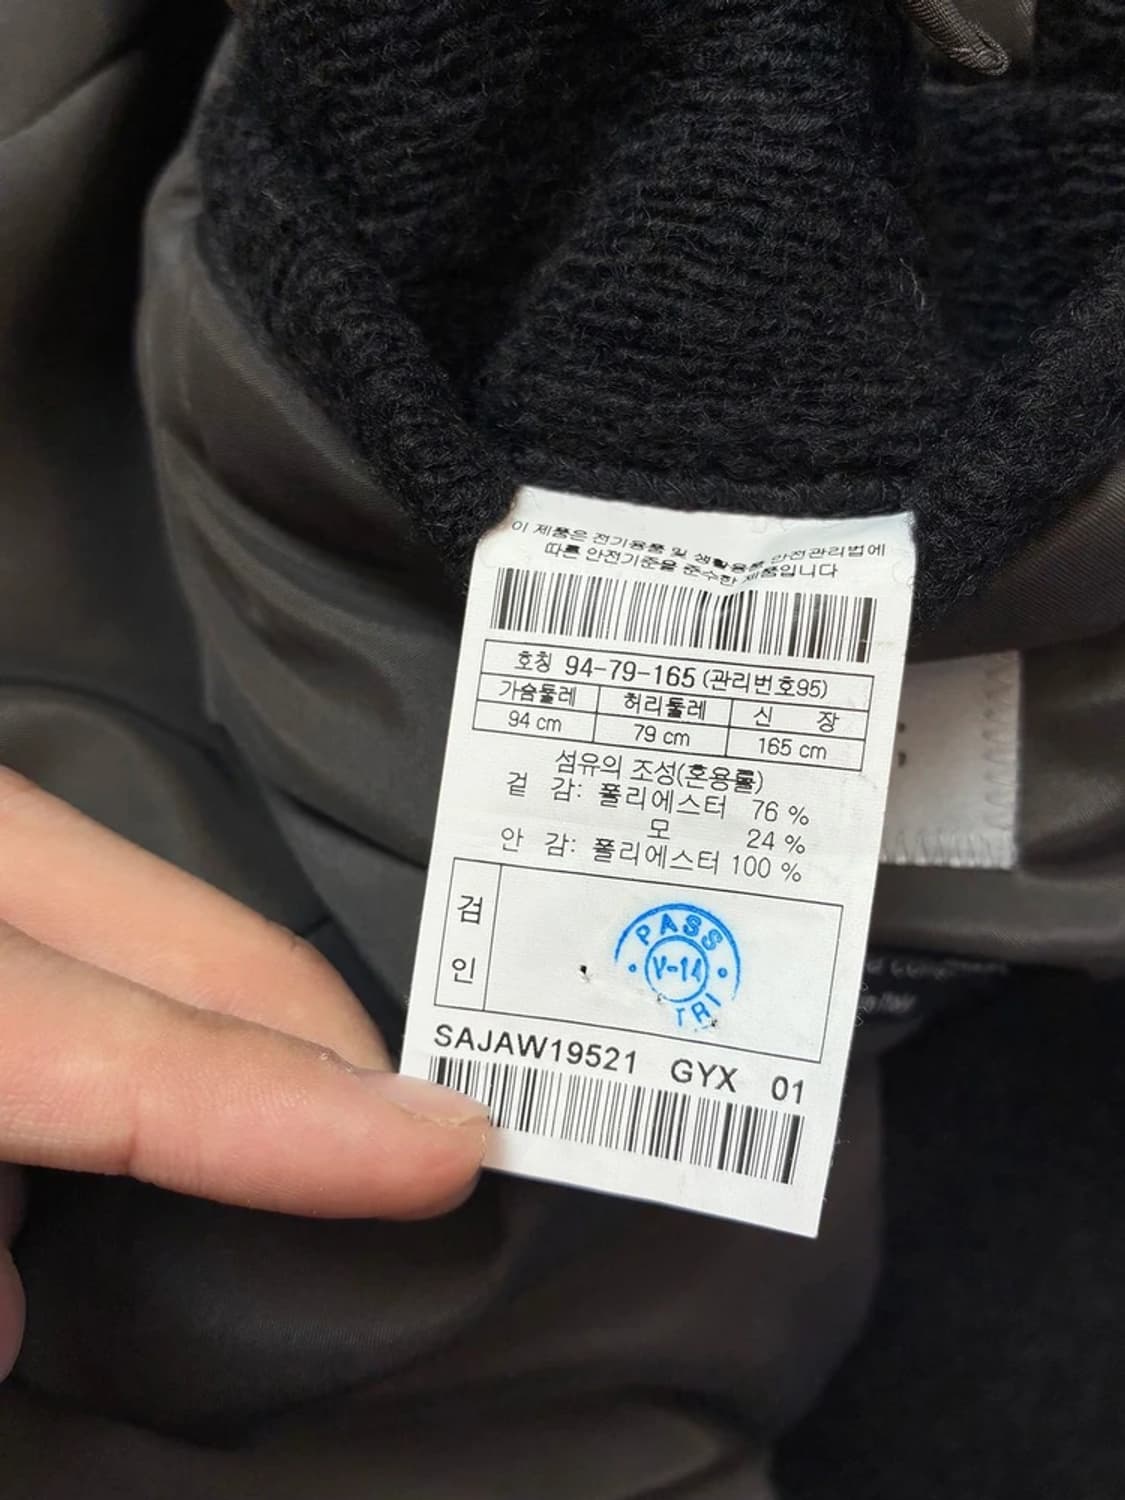 이 제품은 전기용품 및 생활용품 안전관리법에
따른 안전기준을 준수한 제품입니다
호칭 94-79-165 (관리번호95)
가슴둘레 허리둘레 신 장
94 cm 79 cm 165 cm
섬유의 조성(혼용률)
겉 감: 폴리에스터 76 %
모 24 %
안 감: 폴리에스터 100 %
검
인
PASS
V-14
TRI
SAJAW19521 GYX 01